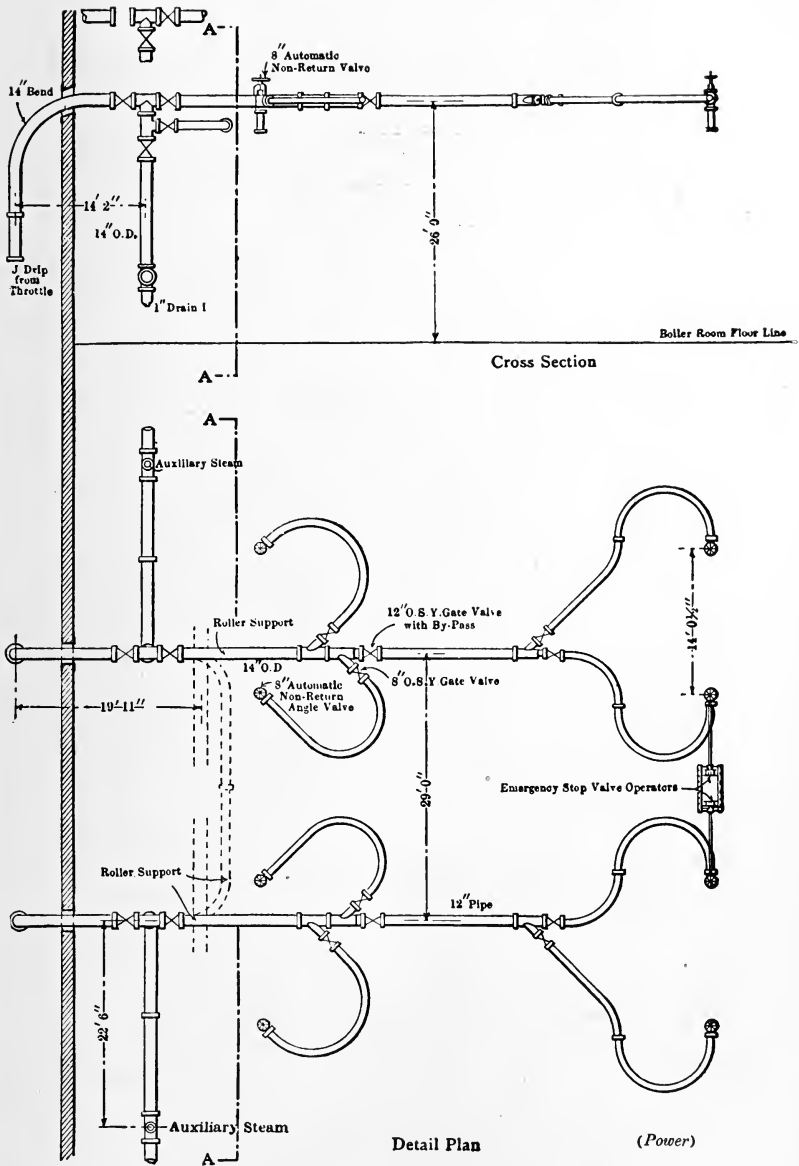 A
8" Automatic
Non-Return Valve
14" Bend
14' 2"
14" O.D.
26'0"
J Drip
from
Throttle
1" Drain I
Boiler Room Floor Line
Cross Section
A
A
Auxiliary Steam
12" O.S.Y. Gate Valve
with By-Pass
Roller Support
14'-0½"
14" O.D
8" O.S.Y Gate Valve
8" Automatic
Non-Return
Angle Valve
19'-11"
29'-0"
Emergency Stop Valve Operators
Roller Support
12" Pipe
22'6"
Auxiliary Steam
Detail Plan
(Power)
A